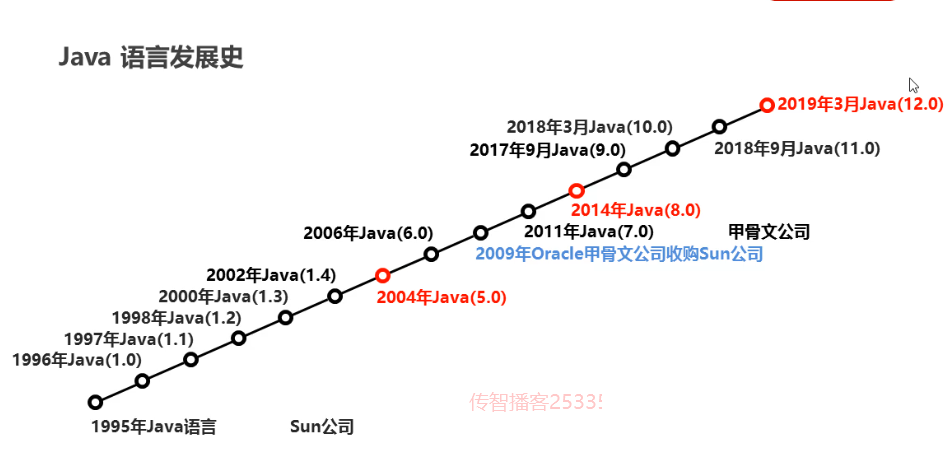 Java 语言发展史
2019年3月Java(12.0)
2018年3月Java(10.0)
2017年9月Java(9.0)
2018年9月Java(11.0)
2014年Java(8.0)
2006年Java(6.0)
2011年Java(7.0)
甲骨文公司
2009年Oracle甲骨文公司收购Sun公司
2002年Java(1.4)
2000年Java(1.3)
2004年Java(5.0)
1998年Java(1.2)
1997年Java(1.1)
1996年Java(1.0)
传智播客2533
1995年Java语言
Sun公司